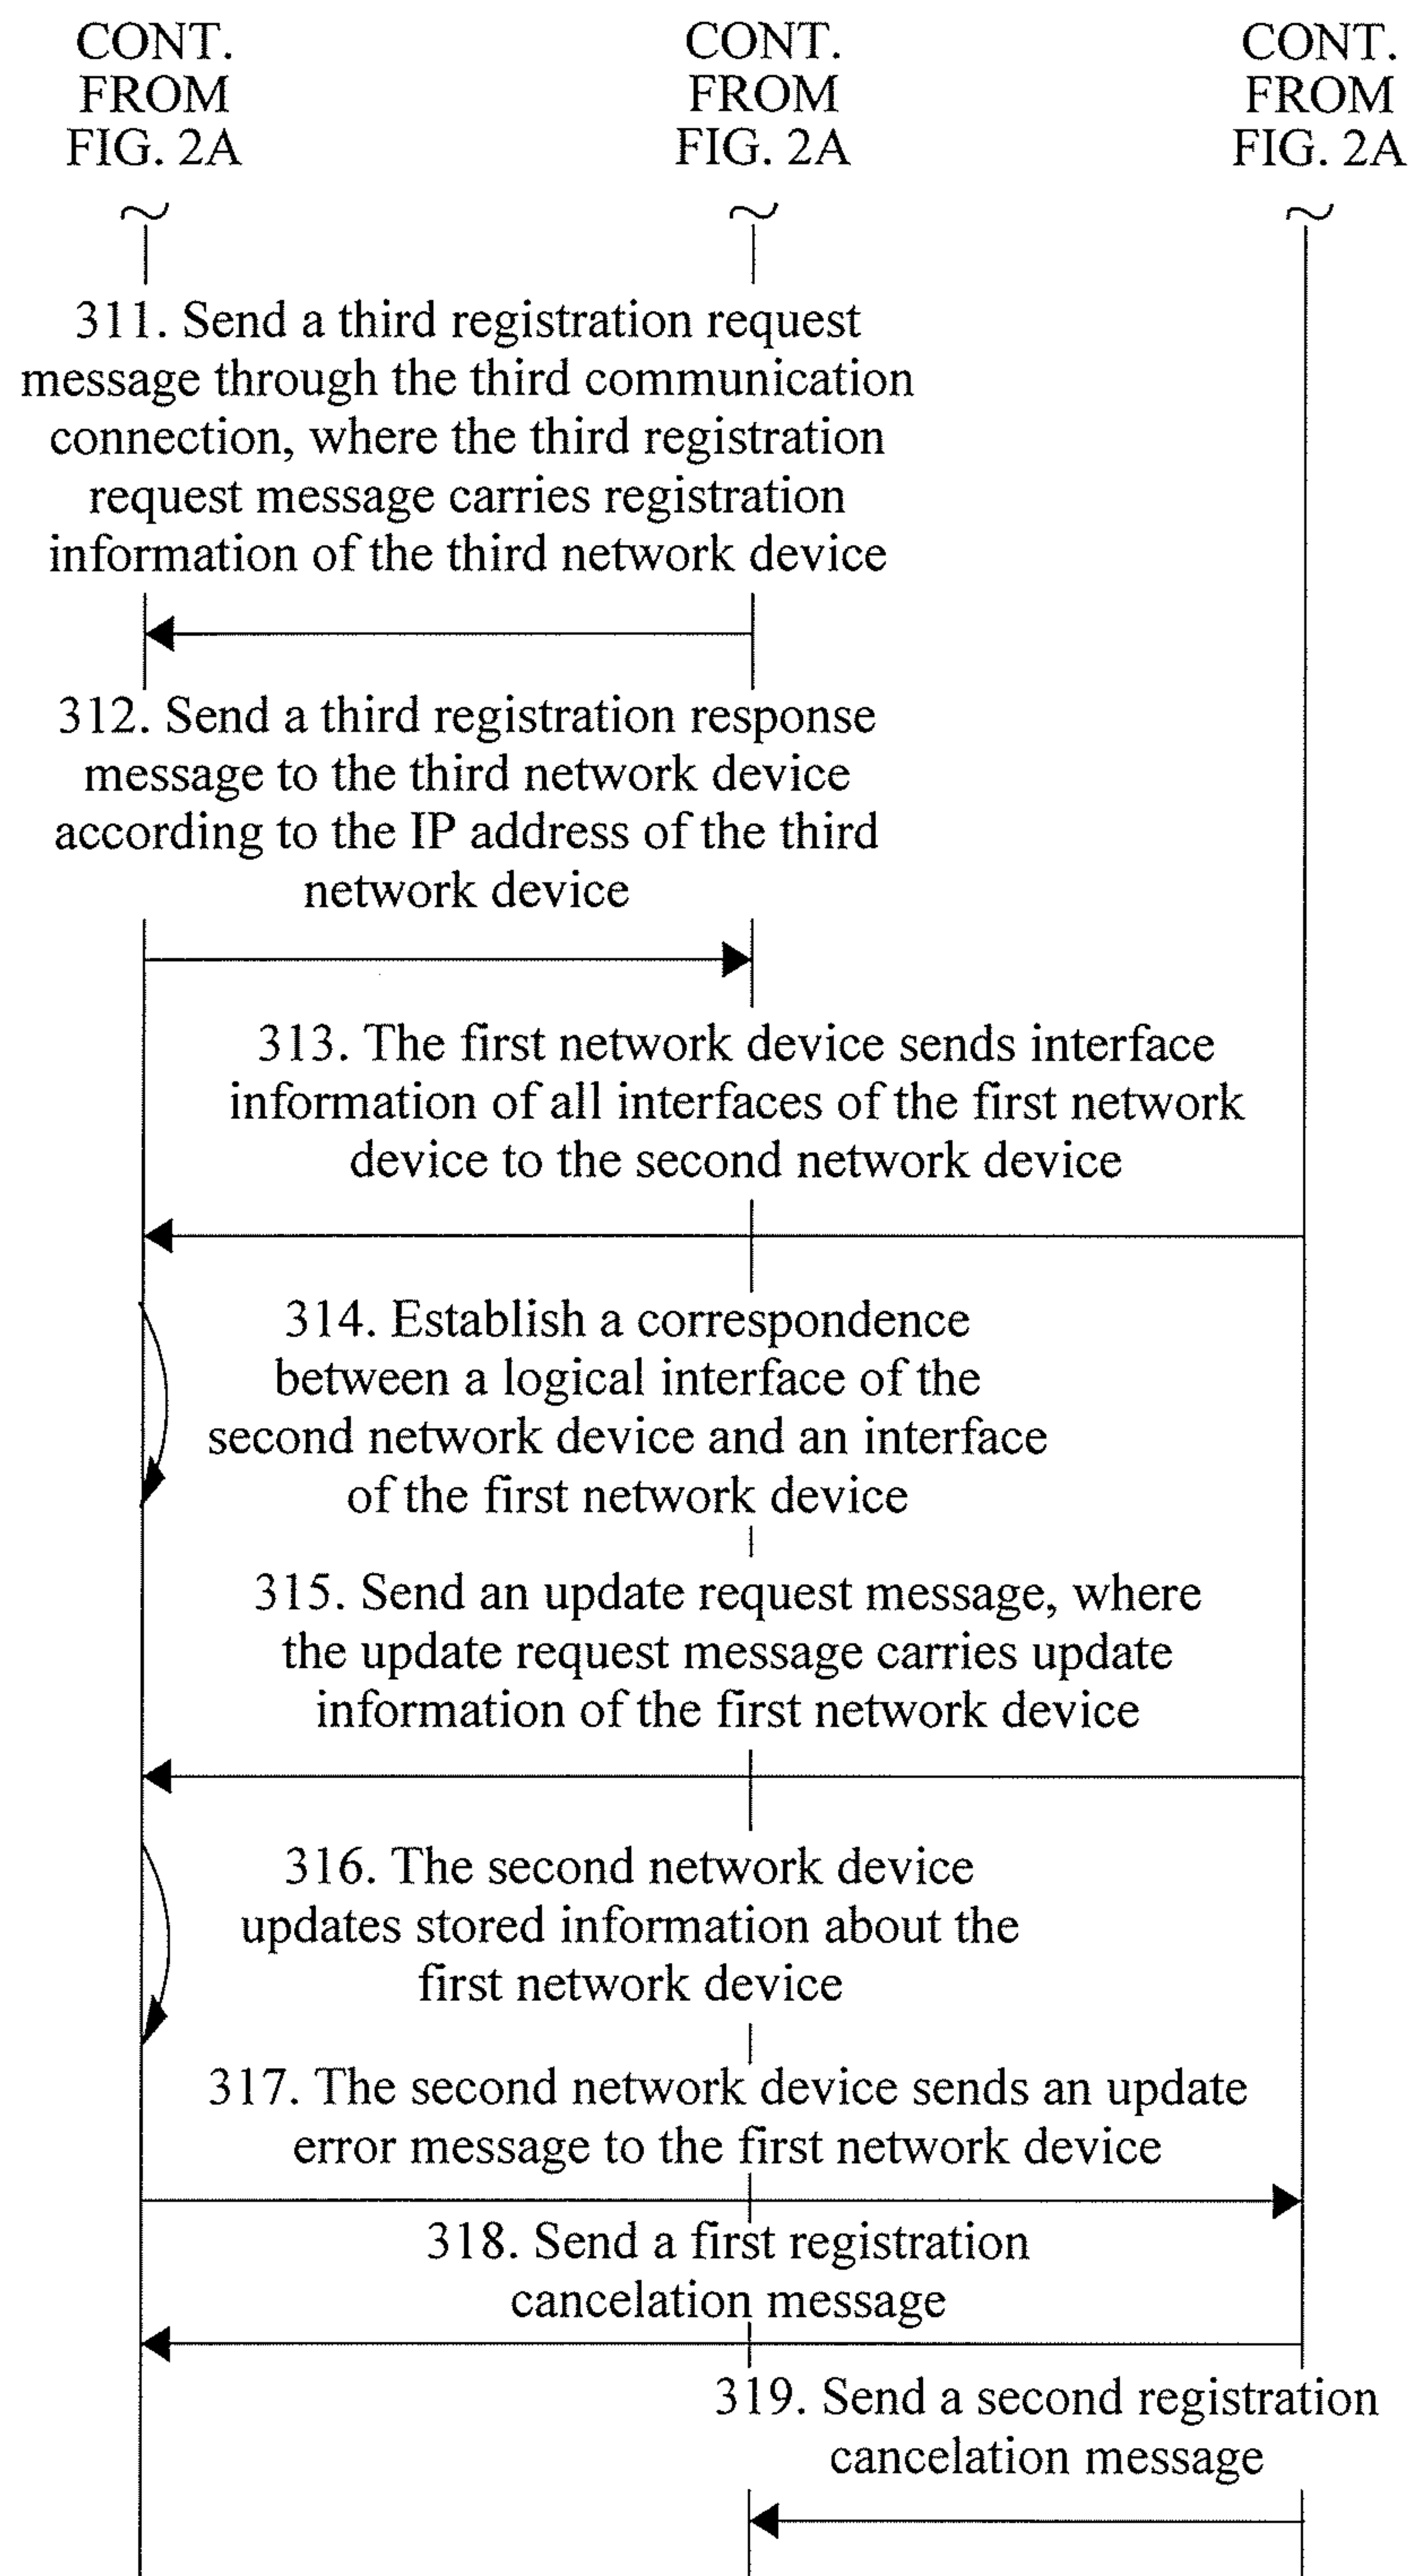 CONT.
FROM
FIG. 2A
CONT.
FROM
FIG. 2A
CONT.
FROM
FIG. 2A
311. Send a third registration request
message through the third communication
connection, where the third registration
request message carries registration
information of the third network device
312. Send a third registration response
message to the third network device
according to the IP address of the third
network device
313. The first network device sends interface
information of all interfaces of the first network
device to the second network device
314. Establish a correspondence
between a logical interface of the
second network device and an interface
of the first network device
315. Send an update request message, where
the update request message carries update
information of the first network device
316. The second network device
updates stored information about the
first network device
317. The second network device sends an update
error message to the first network device
318. Send a first registration
cancelation message
319. Send a second registration
cancelation message